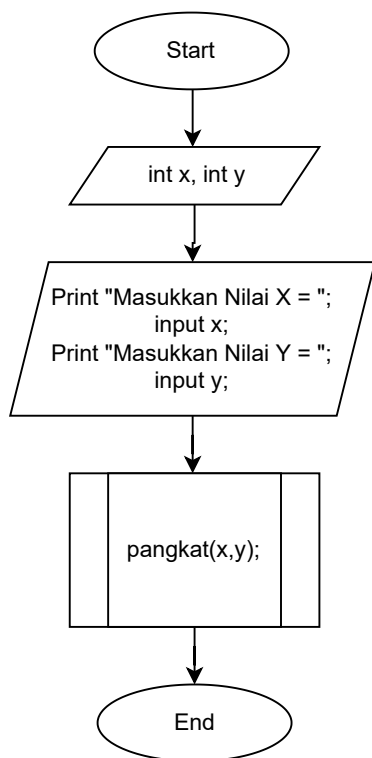 Start
int x, int y
Print "Masukkan Nilai X = ";
input x;
Print "Masukkan Nilai Y = ";
input y;
pangkat(x,y);
End